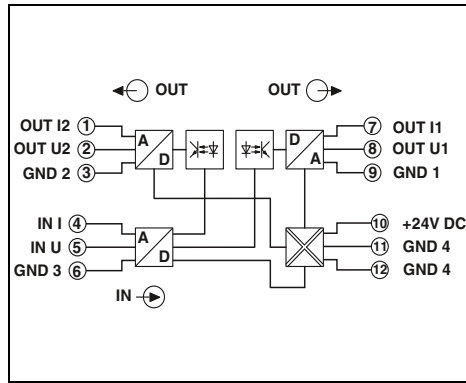 OUT OUT
OUT I2 1
OUT U2 2
GND 2 3
A
D
D
A
7 OUT I1
8 OUT U1
9 GND 1
IN I 4
IN U 5
GND 3 6
A
D
10 +24V DC
11 GND 4
12 GND 4
IN